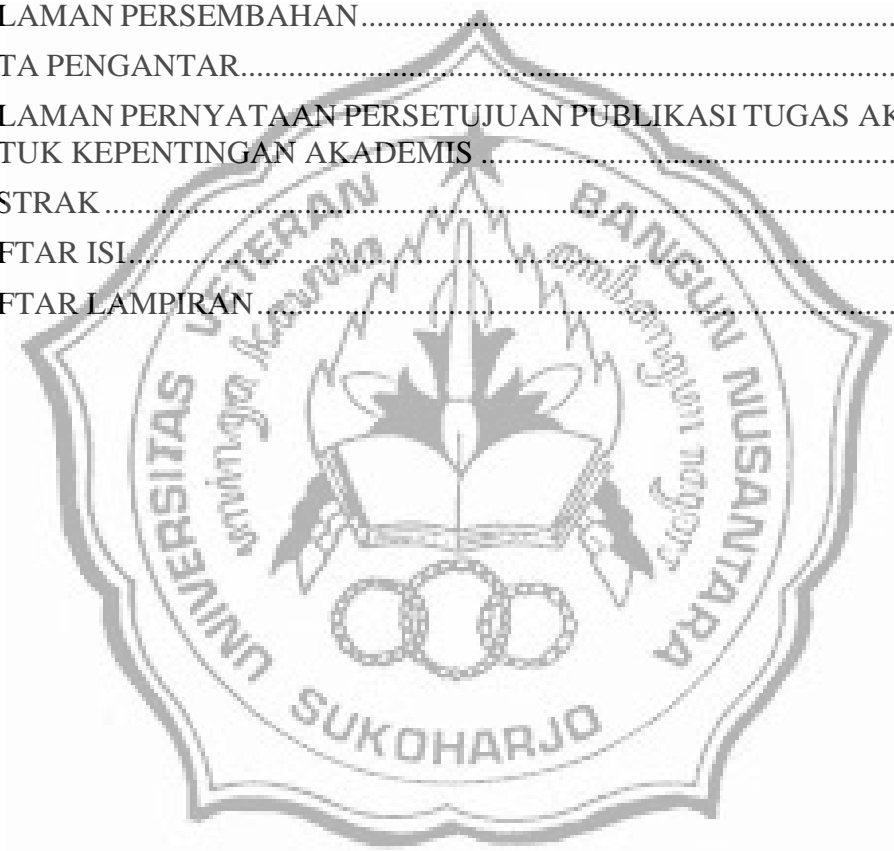 LAMAN PERSEMBAHAN
TA PENGANTAR
LAMAN PERNYATAAN PERSETUJUAN PUBLIKASI TUGAS AK
TUK KEPENTINGAN AKADEMIS
STRAK
FTAR ISI
FTAR LAMPIRAN
UNIVERSITAS VETERAN BANGUN NUSANTARA
SUKOHARJO